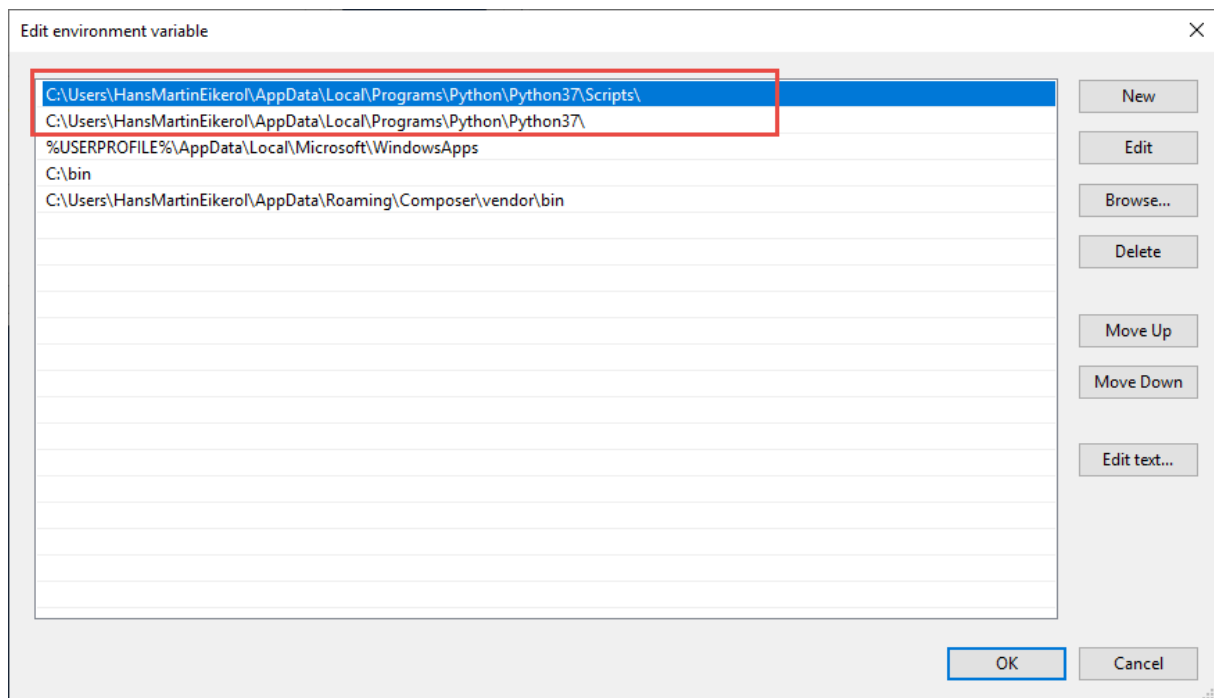 Edit environment variable
C:\Users\HansMartinEikerol\AppData\Local\Programs\Python\Python37\Scripts\
C:\Users\HansMartinEikerol\AppData\Local\Programs\Python\Python37\
%USERPROFILE%\AppData\Local\Microsoft\WindowsApps
C:\bin
C:\Users\HansMartinEikerol\AppData\Roaming\Composer\vendor\bin
New
Edit
Browse...
Delete
Move Up
Move Down
Edit text...
OK
Cancel